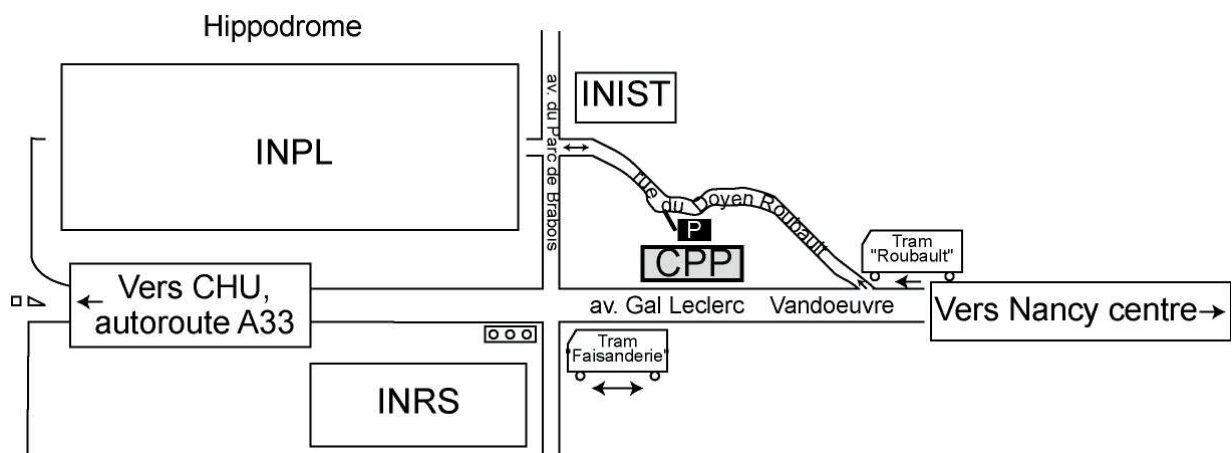 Hippodrome
INIST
INPL
av. du Parc de Brabois
rue du Doyen Roubault
P
CPP
Tram
"Roubault"
Vers CHU,
autoroute A33
av. Gal Leclerc
Vandoeuvre
Vers Nancy centre
Tram
"Faisanderie"
INRS